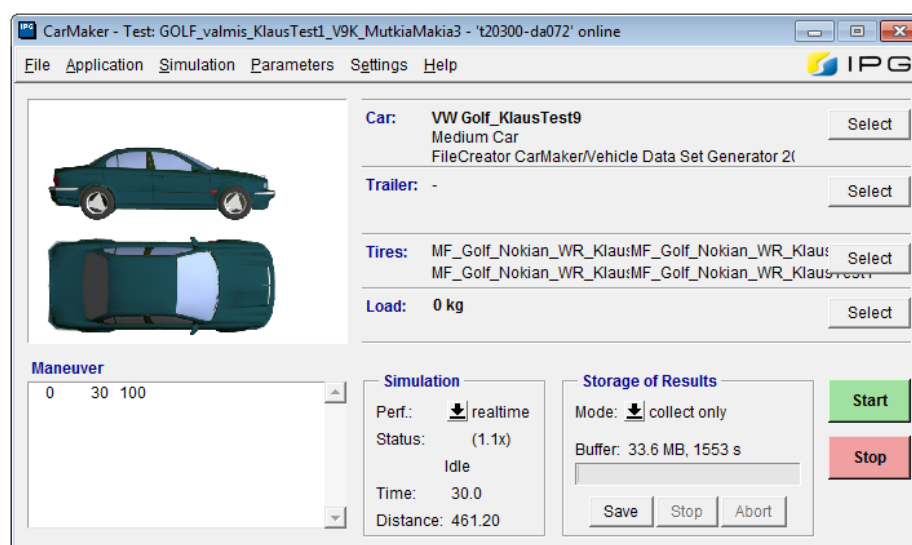 IPG CarMaker - Test: GOLF_valmis_KlausTest1_V9K_MutkiaMakia3 - 't20300-da072' online
File Application Simulation Parameters Settings Help
IPG
Car: VW Golf_KlausTest9 Select
Medium Car
FileCreator CarMaker/Vehicle Data Set Generator
Trailer: - Select
Tires: MF_Golf_Nokian_WR_Klaus MF_Golf_Nokian_WR_Klaus Select
MF_Golf_Nokian_WR_Klaus MF_Golf_Nokian_WR_KlausTest1
Load: 0 kg Select
Maneuver
0 30 100
Simulation
Perf.: realtime
Status: (1.1x)
Idle
Time: 30.0
Distance: 461.20
Storage of Results
Mode: collect only
Buffer: 33.6 MB, 1553 s
Save Stop Abort
Start
Stop